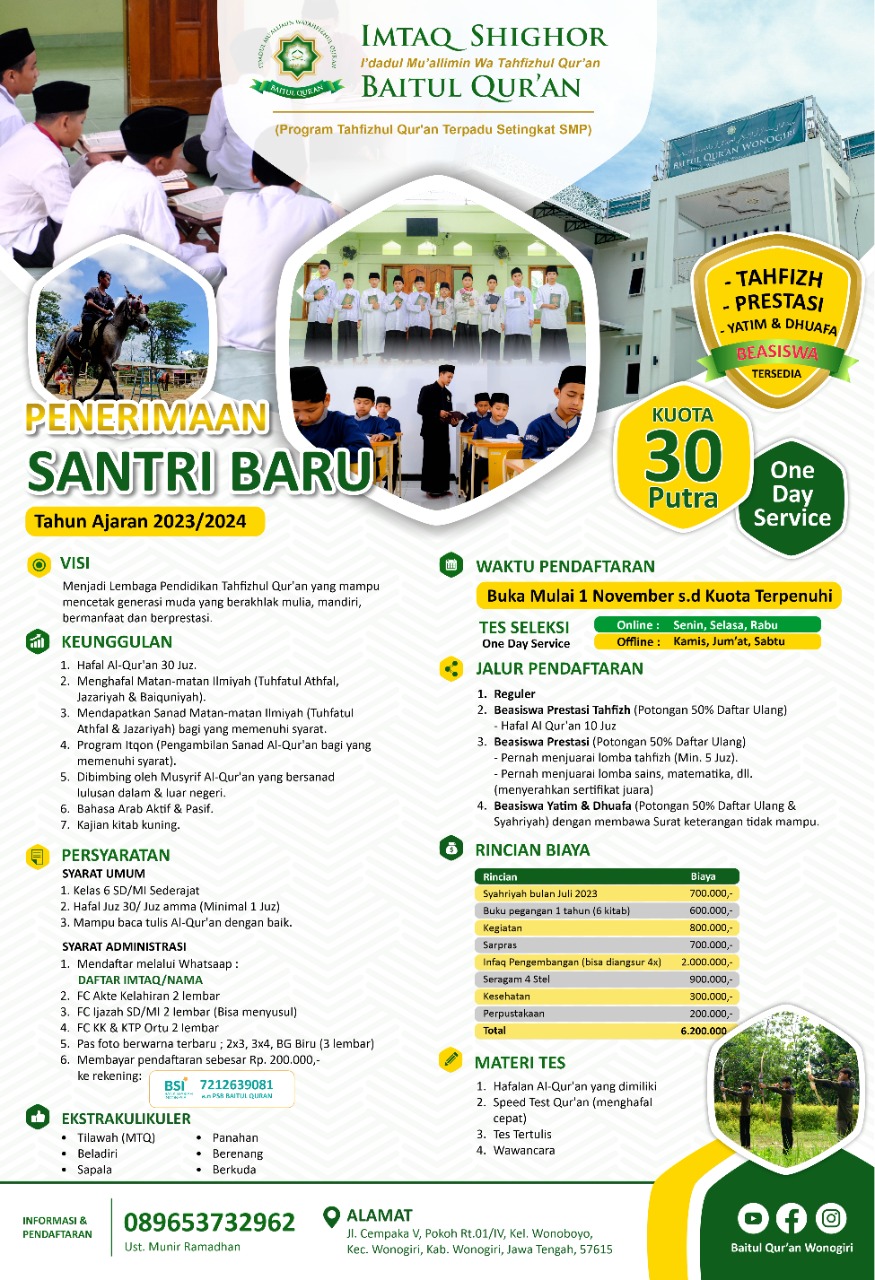 IMTAQ SHIGHOR
I'dadul Mu'allimin Wa Tahfizhul Qur'an
BAITUL QUR'AN
(Program Tahfizhul Qur'an Terpadu Setingkat SMP)
BAITUL QUR'AN
BAITUL QUR'AN WONOGIRI
- TAHFIZH
- PRESTASI
- YATIM & DHUAFA
BEASISWA
TERSEDIA
KUOTA
30
Putra
One
Day
Service
PENERIMAAN
SANTRI BARU
Tahun Ajaran 2023/2024
VISI
Menjadi Lembaga Pendidikan Tahfizhul Qur'an yang mampu
mencetak generasi muda yang berakhlak mulia, mandiri,
bermanfaat dan berprestasi.
KEUNGGULAN
1. Hafal Al-Qur'an 30 Juz.
2. Menghafal Matan-matan Ilmiyah (Tuhfatul Athfal,
Jazariyah & Baiquniyah).
3. Mendapatkan Sanad Matan-matan Ilmiyah (Tuhfatul
Athfal & Jazariyah) bagi yang memenuhi syarat.
4. Program Itqon (Pengambilan Sanad Al-Qur'an bagi yang
memenuhi syarat).
5. Dibimbing oleh Musyrif Al-Qur'an yang bersanad
lulusan dalam & luar negeri.
6. Bahasa Arab Aktif & Pasif.
7. Kajian kitab kuning.
PERSYARATAN
SYARAT UMUM
1. Kelas 6 SD/MI Sederajat
2. Hafal Juz 30/ Juz amma (Minimal 1 Juz)
3. Mampu baca tulis Al-Qur'an dengan baik.
SYARAT ADMINISTRASI
1. Mendaftar melalui Whatsaap :
DAFTAR IMTAQ/NAMA
2. FC Akte Kelahiran 2 lembar
3. FC Ijazah SD/MI 2 lembar (Bisa menyusul)
4. FC KK & KTP Ortu 2 lembar
5. Pas foto berwarna terbaru ; 2x3, 3x4, BG Biru (3 lembar)
6. Membayar pendaftaran sebesar Rp. 200.000,-
ke rekening:
BSI 7212639081
a.n PSB BAITUL QURAN
EKSTRAKULIKULER
• Tilawah (MTQ) • Panahan
• Beladiri • Berenang
• Sapala • Berkuda
WAKTU PENDAFTARAN
Buka Mulai 1 November s.d Kuota Terpenuhi
TES SELEKSI
One Day Service
Online : Senin, Selasa, Rabu
Offline : Kamis, Jum'at, Sabtu
JALUR PENDAFTARAN
1. Reguler
2. Beasiswa Prestasi Tahfizh (Potongan 50% Daftar Ulang)
- Hafal Al Qur'an 10 Juz
3. Beasiswa Prestasi (Potongan 50% Daftar Ulang)
- Pernah menjuarai lomba tahfizh (Min. 5 Juz).
- Pernah menjuarai lomba sains, matematika, dll.
(menyerahkan sertifikat juara)
4. Beasiswa Yatim & Dhuafa (Potongan 50% Daftar Ulang &
Syahriyah) dengan membawa Surat keterangan tidak mampu.
RINCIAN BIAYA
Rincian Biaya
Syahriyah bulan Juli 2023 700.000,-
Buku pegangan 1 tahun (6 kitab) 600.000,-
Kegiatan 800.000,-
Sarpras 700.000,-
Infaq Pengembangan (bisa diangsur 4x) 2.000.000,-
Seragam 4 Stel 900.000,-
Kesehatan 300.000,-
Perpustakaan 200.000,-
Total 6.200.000
MATERI TES
1. Hafalan Al-Qur'an yang dimiliki
2. Speed Test Qur'an (menghafal
cepat)
3. Tes Tertulis
4. Wawancara
INFORMASI &
PENDAFTARAN
089653732962
Ust. Munir Ramadhan
ALAMAT
Jl. Cempaka V, Pokoh Rt.01/IV, Kel. Wonoboyo,
Kec. Wonogiri, Kab. Wonogiri, Jawa Tengah, 57615
Baitul Qur'an Wonogiri